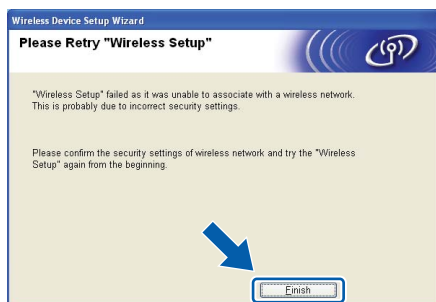 Wireless Device Setup Wizard
Please Retry "Wireless Setup"
"Wireless Setup" failed as it was unable to associate with a wireless network.
This is probably due to incorrect security settings.
Please confirm the security settings of wireless network and try the "Wireless
Setup" again from the beginning.
Finish